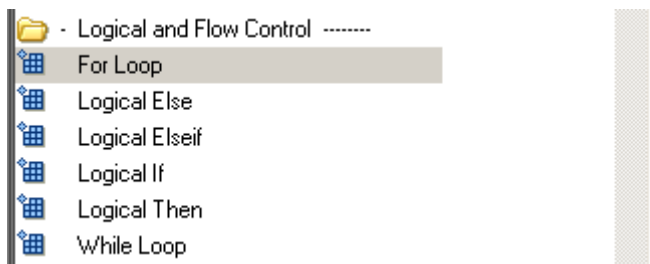 - Logical and Flow Control --------
For Loop
Logical Else
Logical Elseif
Logical If
Logical Then
While Loop